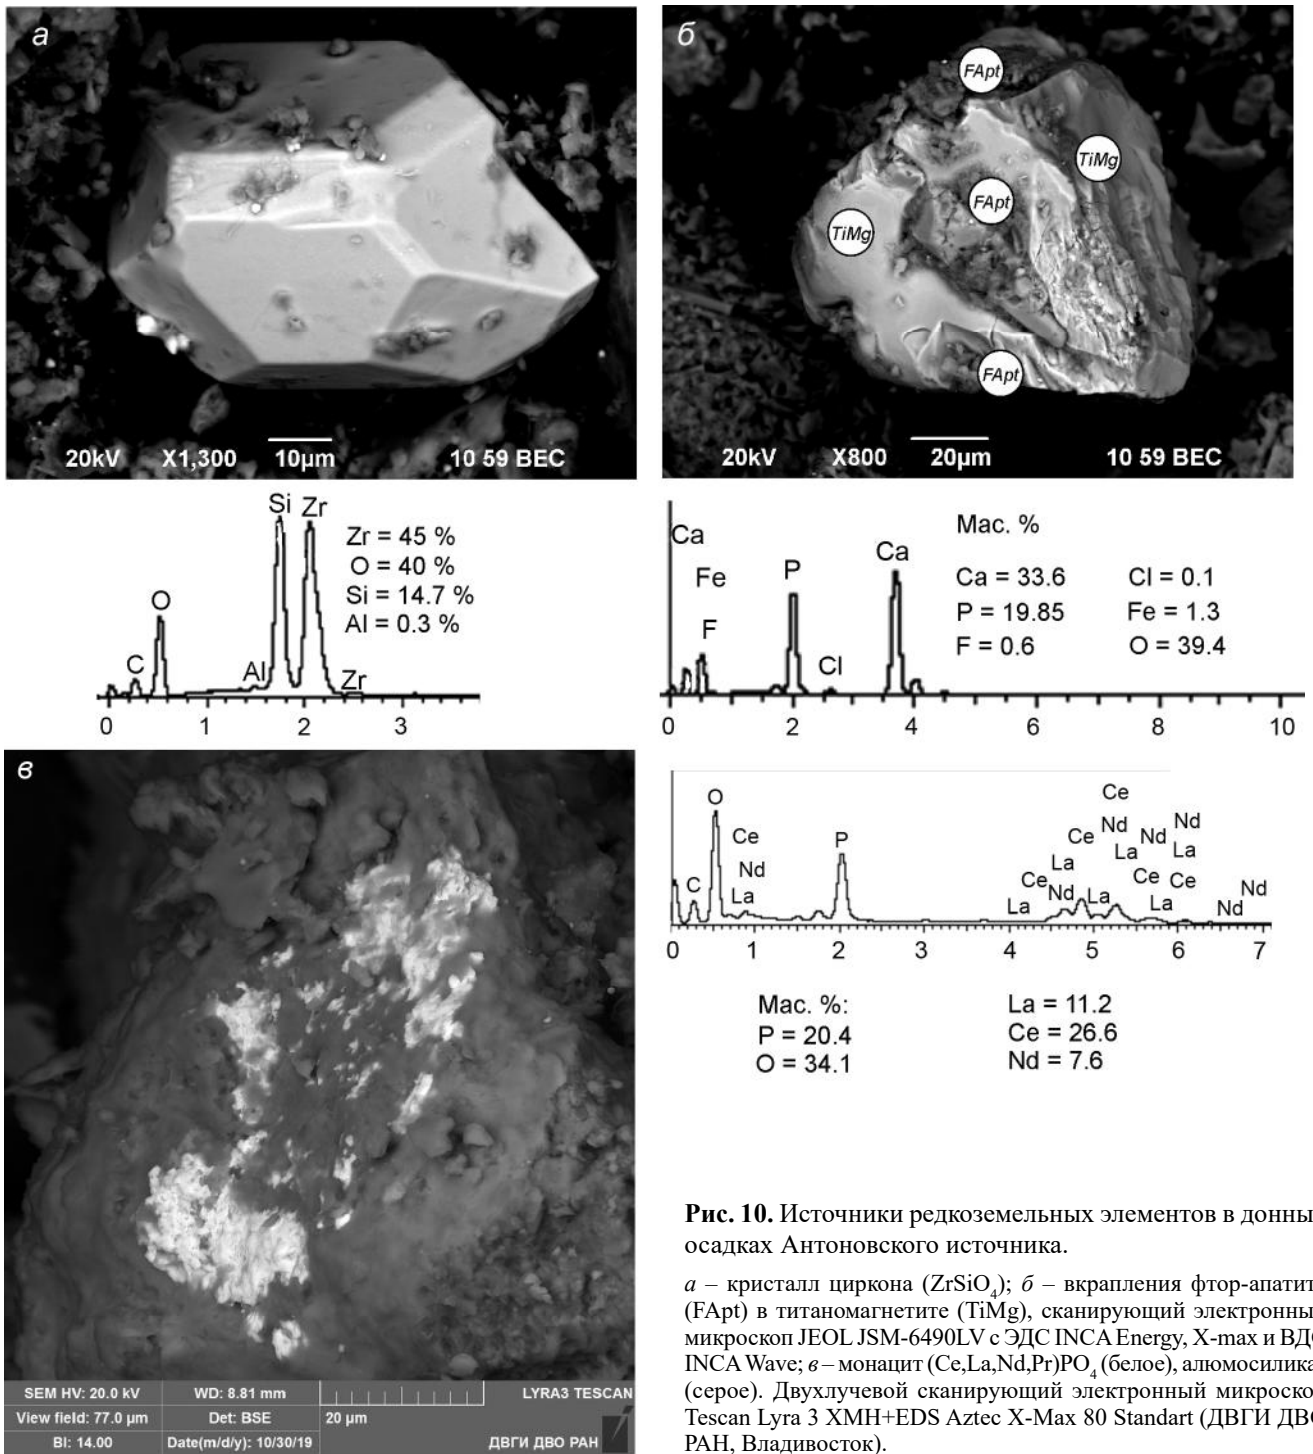 а
20kV X1,300 10µm 10 59 BEC
б
FApt
TiMg
FApt
TiMg
FApt
20kV X800 20µm 10 59 BEC
Si Zr
O
C
Al
Zr
Zr = 45 %
O = 40 %
Si = 14.7 %
Al = 0.3 %
0 1 2 3
Ca
Fe
F
P
Cl
Ca
Мас. %
Ca = 33.6 Cl = 0.1
P = 19.85 Fe = 1.3
F = 0.6 O = 39.4
0 2 4 6 8 10
в
SEM HV: 20.0 kV WD: 8.81 mm LYRA3 TESCAN
View field: 77.0 µm Det: BSE 20 µm
BI: 14.00 Date(m/d/y): 10/30/19 ДВГИ ДВО РАН
C
O
Ce
Nd
La
P
La
Ce
Nd
La
Ce
La
Ce
Nd
La
Nd
Ce
La
Nd
La
Ce
Nd
Nd
0 1 2 3 4 5 6 7
Мас. %: La = 11.2
P = 20.4 Ce = 26.6
O = 34.1 Nd = 7.6
Рис. 10. Источники редкоземельных элементов в донны
осадках Антоновского источника.
а – кристалл циркона (ZrSiO₄); б – вкрапления фтор-апатит
(FApt) в титаномагнетите (TiMg), сканирующий электронны
микроскоп JEOL JSM-6490LV с ЭДС INCA Energy, X-max и ВДС
INCA Wave; в – монацит (Ce,La,Nd,Pr)PO₄ (белое), алюмосилика
(серое). Двухлучевой сканирующий электронный микроско
Tescan Lyra 3 XMH+EDS Aztec X-Max 80 Standart (ДВГИ ДВО
РАН, Владивосток).